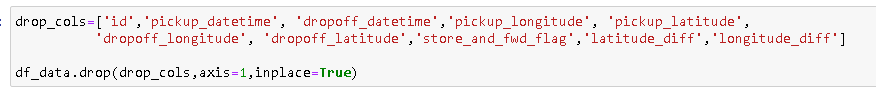 drop_cols=['id','pickup_datetime', 'dropoff_datetime','pickup_longitude', 'pickup_latitude',
'dropoff_longitude', 'dropoff_latitude','store_and_fwd_flag','latitude_diff','longitude_diff']
df_data.drop(drop_cols,axis=1,inplace=True)